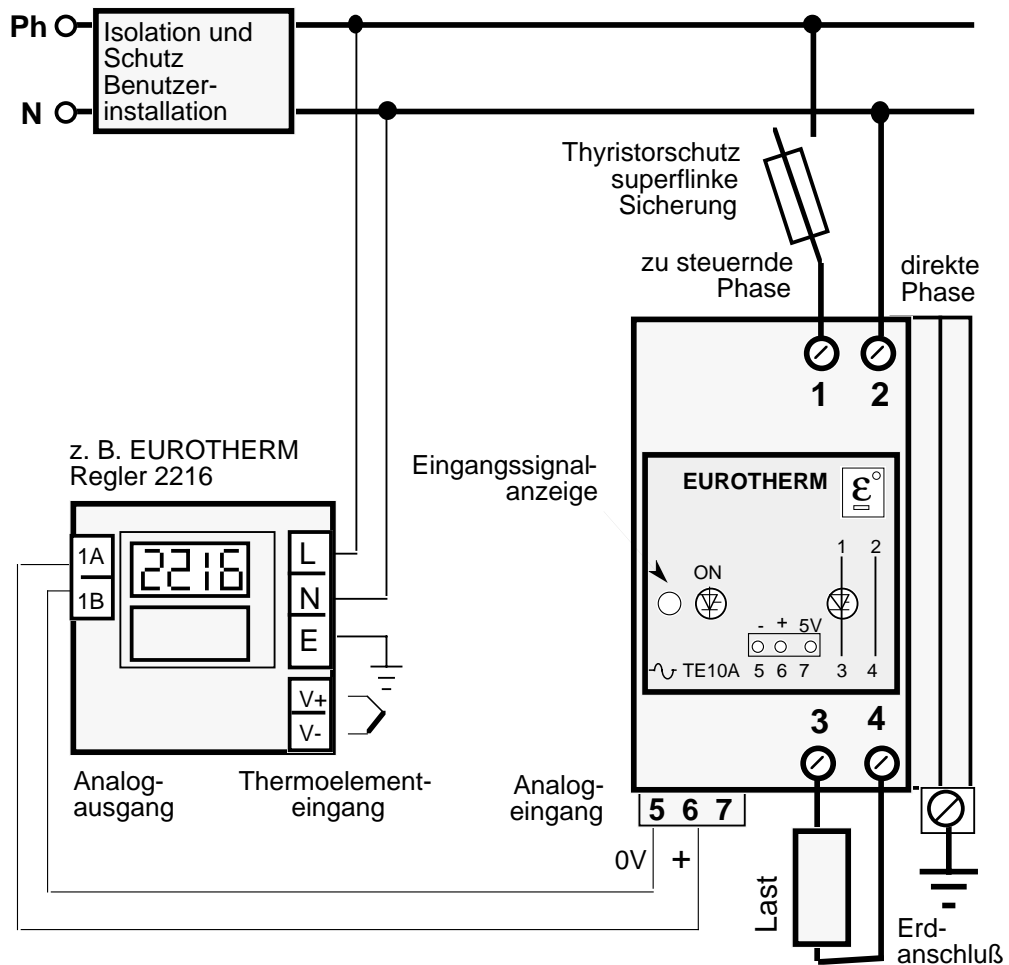 Ph
Isolation und
Schutz
Benutzer-
installation
N
Thyristorschutz
superflinke
Sicherung
zu steuernde
Phase
direkte
Phase
1 2
z. B. EUROTHERM
Regler 2216
Eingangssignal-
anzeige
EUROTHERM
ε
1A
1B
2216
L
N
E
V+
V-
ON
1 2
- + 5V
TE10A 5 6 7 3 4
3 4
Analog-
ausgang
Thermoelement-
eingang
Analog-
eingang
5 6 7
0V +
Last
Erd-
anschluß